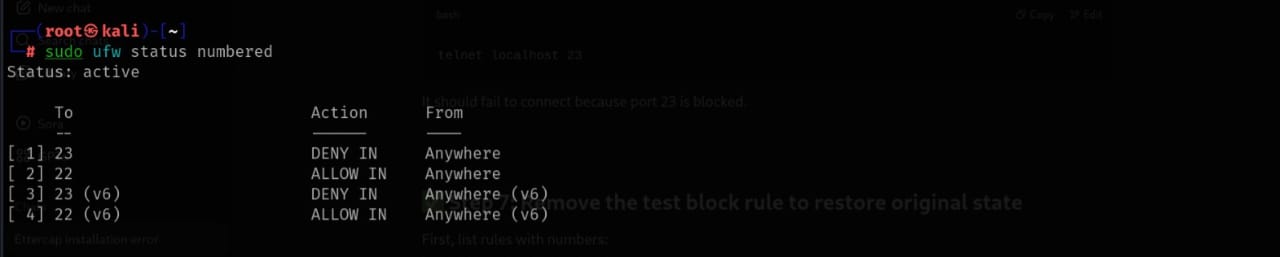 New chat
bash
Copy
Edit
(root㉿kali)-[~]
# sudo ufw status numbered
telnet localhost 23
Status: active
It should fail to connect because port 23 is blocked.
To Action From
-- ------ ----
Sora
[ 1] 23 DENY IN Anywhere
[ 2] 22 ALLOW IN Anywhere
[ 3] 23 (v6) DENY IN Anywhere (v6)
[ 4] 22 (v6) ALLOW IN Anywhere (v6)
Step 7: Remove the test block rule to restore original state
Ettercap installation error
First, list rules with numbers: